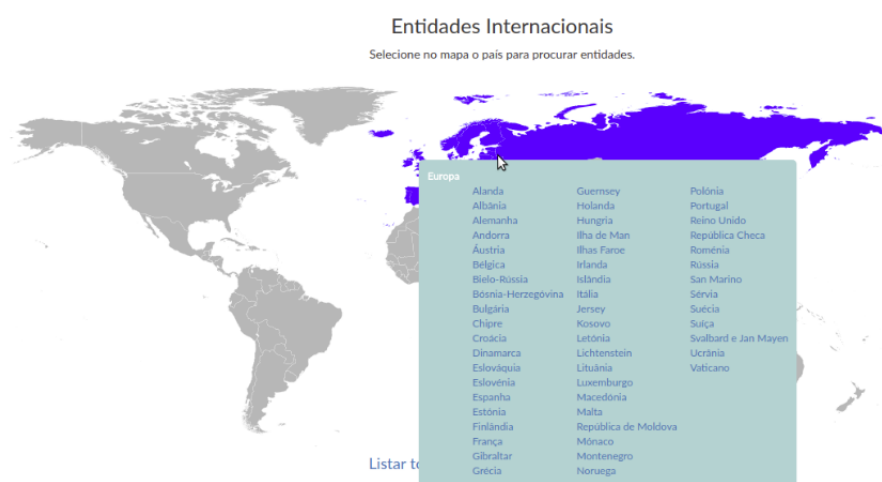 Entidades Internacionais
Selecione no mapa o país para procurar entidades.
Europa
Alanda
Albânia
Alemanha
Andorra
Áustria
Bélgica
Bielo-Rússia
Bósnia-Herzegóvina
Bulgária
Chipre
Croácia
Dinamarca
Eslováquia
Eslovénia
Espanha
Estónia
Finlândia
França
Gibraltar
Grécia
Guernsey
Holanda
Hungria
Ilha de Man
Ilhas Faroe
Irlanda
Islândia
Itália
Jersey
Kosovo
Letónia
Lichtenstein
Lituânia
Luxemburgo
Macedónia
Malta
República de Moldova
Mónaco
Montenegro
Noruega
Polónia
Portugal
Reino Unido
República Checa
Roménia
Rússia
San Marino
Sérvia
Suécia
Suíça
Svalbard e Jan Mayen
Ucrânia
Vaticano
Listar